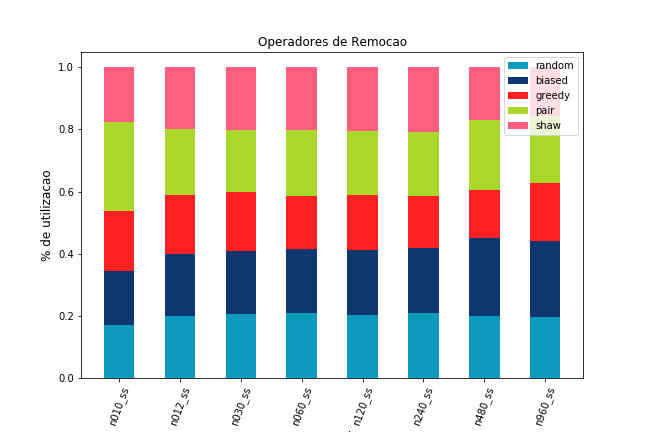 Operadores de Remocao
% de utilizacao
1.0
0.8
0.6
0.4
0.2
0.0
random
biased
greedy
pair
shaw
n010_ss
n012_ss
n030_ss
n060_ss
n120_ss
n240_ss
n480_ss
n960_ss